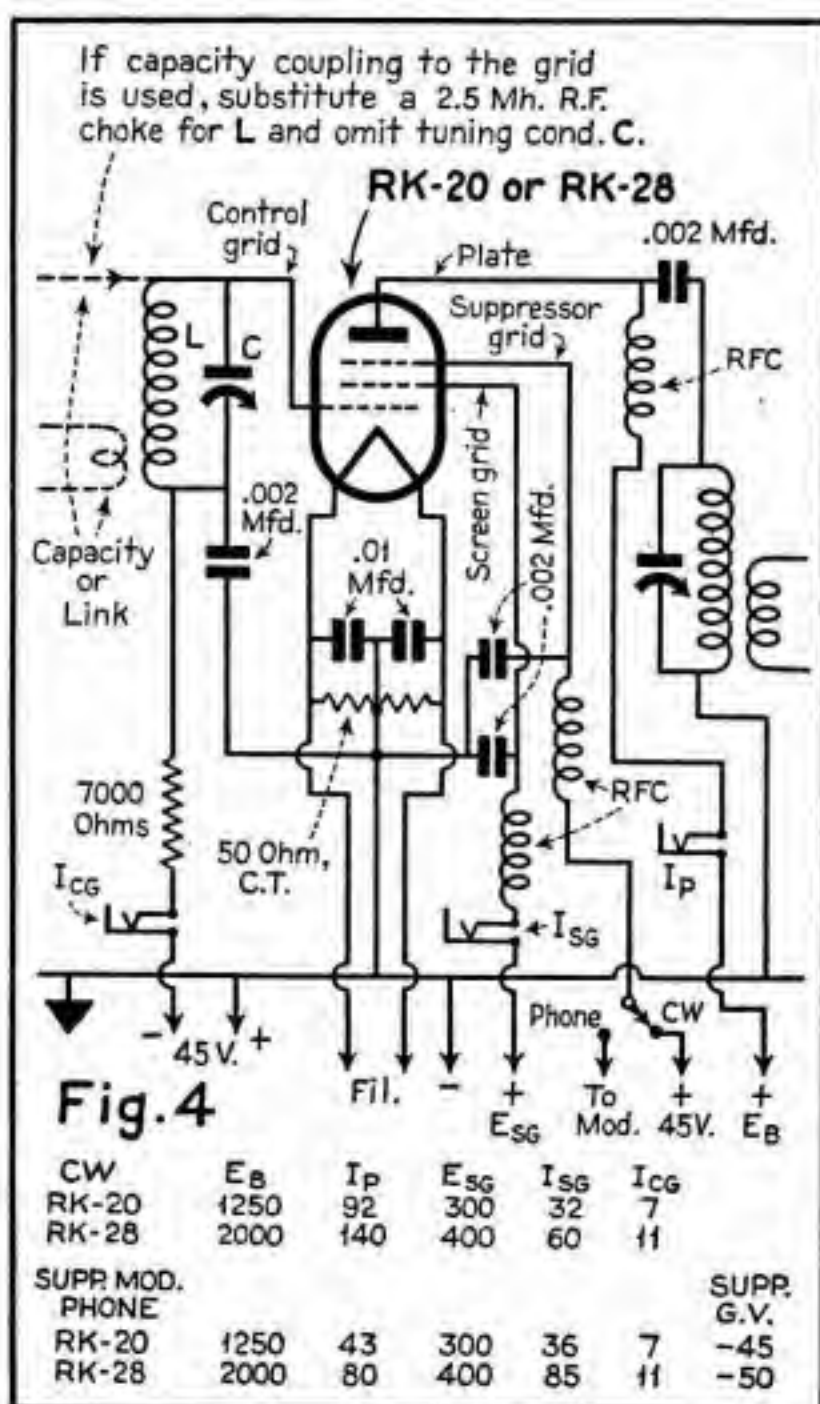 If capacity coupling to the grid
is used, substitute a 2.5 Mh. R.F.
choke for L and omit tuning cond. C.
RK-20 or RK-28
Control
grid
Plate
.002 Mfd.
Suppressor
grid
L
C
RFC
Screen grid
.002
Mfd.
.01
Mfd.
.002 Mfd.
Capacity
or
Link
7000
Ohms
50 Ohm,
C.T.
RFC
ICG
ISG
IP
Phone
CW
- 45 V. +
Fil.
- +
ESG
To
Mod.
+
45V.
+
EB
Fig.4
CW EB IP ESG ISG ICG
RK-20 1250 92 300 32 7
RK-28 2000 140 400 60 11
SUPP. MOD. SUPP.
PHONE G.V.
RK-20 1250 43 300 36 7 -45
RK-28 2000 80 400 85 11 -50